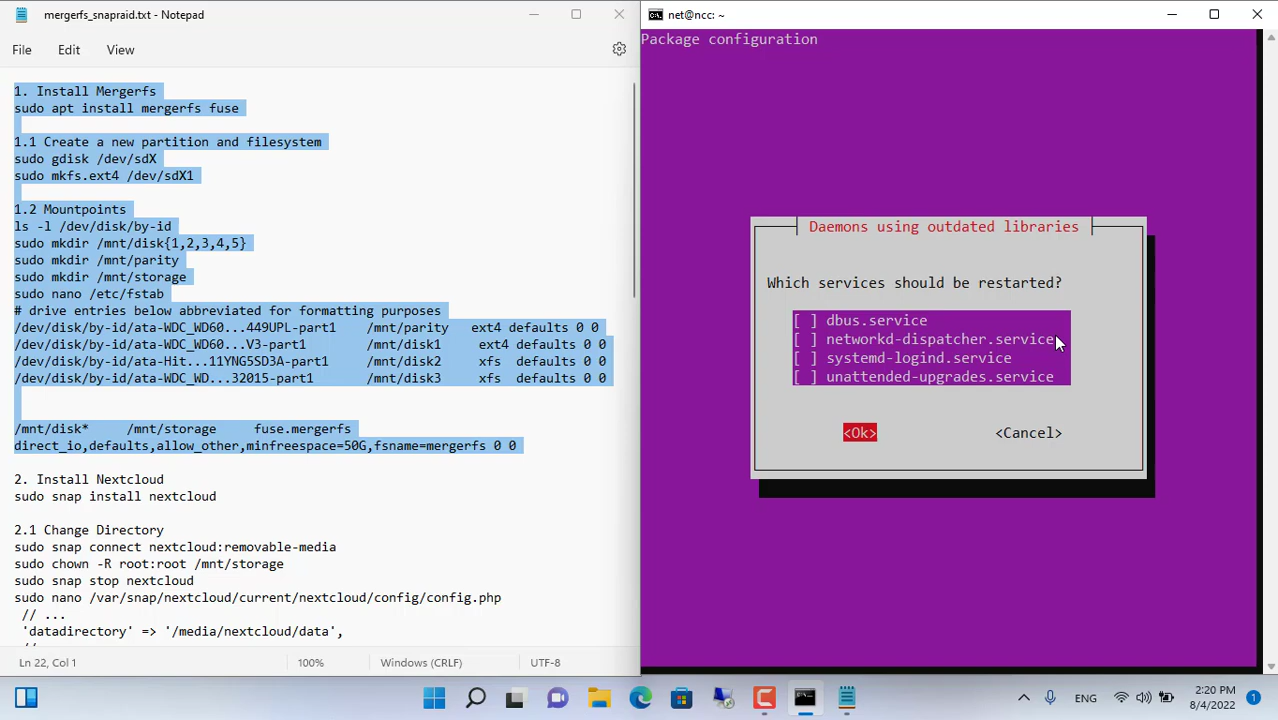 mergerfs_snapraid.txt - Notepad
File Edit View
1. Install Mergerfs
sudo apt install mergerfs fuse
1.1 Create a new partition and filesystem
sudo gdisk /dev/sdX
sudo mkfs.ext4 /dev/sdX1
1.2 Mountpoints
ls -l /dev/disk/by-id
sudo mkdir /mnt/disk{1,2,3,4,5}
sudo mkdir /mnt/parity
sudo mkdir /mnt/storage
sudo nano /etc/fstab
# drive entries below abbreviated for formatting purposes
/dev/disk/by-id/ata-WDC_WD60...449UPL-part1 /mnt/parity ext4 defaults 0 0
/dev/disk/by-id/ata-WDC_WD60...V3-part1 /mnt/disk1 ext4 defaults 0 0
/dev/disk/by-id/ata-Hit...11YNG5SD3A-part1 /mnt/disk2 xfs defaults 0 0
/dev/disk/by-id/ata-WDC_WD60...32015-part1 /mnt/disk3 xfs defaults 0 0
/mnt/disk* /mnt/storage fuse.mergerfs
direct_io,defaults,allow_other,minfreespace=50G,fsname=mergerfs 0 0
2. Install Nextcloud
sudo snap install nextcloud
2.1 Change Directory
sudo snap connect nextcloud:removable-media
sudo chown -R root:root /mnt/storage
sudo snap stop nextcloud
sudo nano /var/snap/nextcloud/current/nextcloud/config/config.php
// ...
'datadirectory' => '/media/nextcloud/data',
Ln 22, Col 1 100% Windows (CRLF) UTF-8
net@ncc: ~
Package configuration
Daemons using outdated libraries
Which services should be restarted?
[ ] dbus.service
[ ] networkd-dispatcher.service
[ ] systemd-logind.service
[ ] unattended-upgrades.service
<Ok> <Cancel>
ENG
2:20 PM
8/4/2022
1